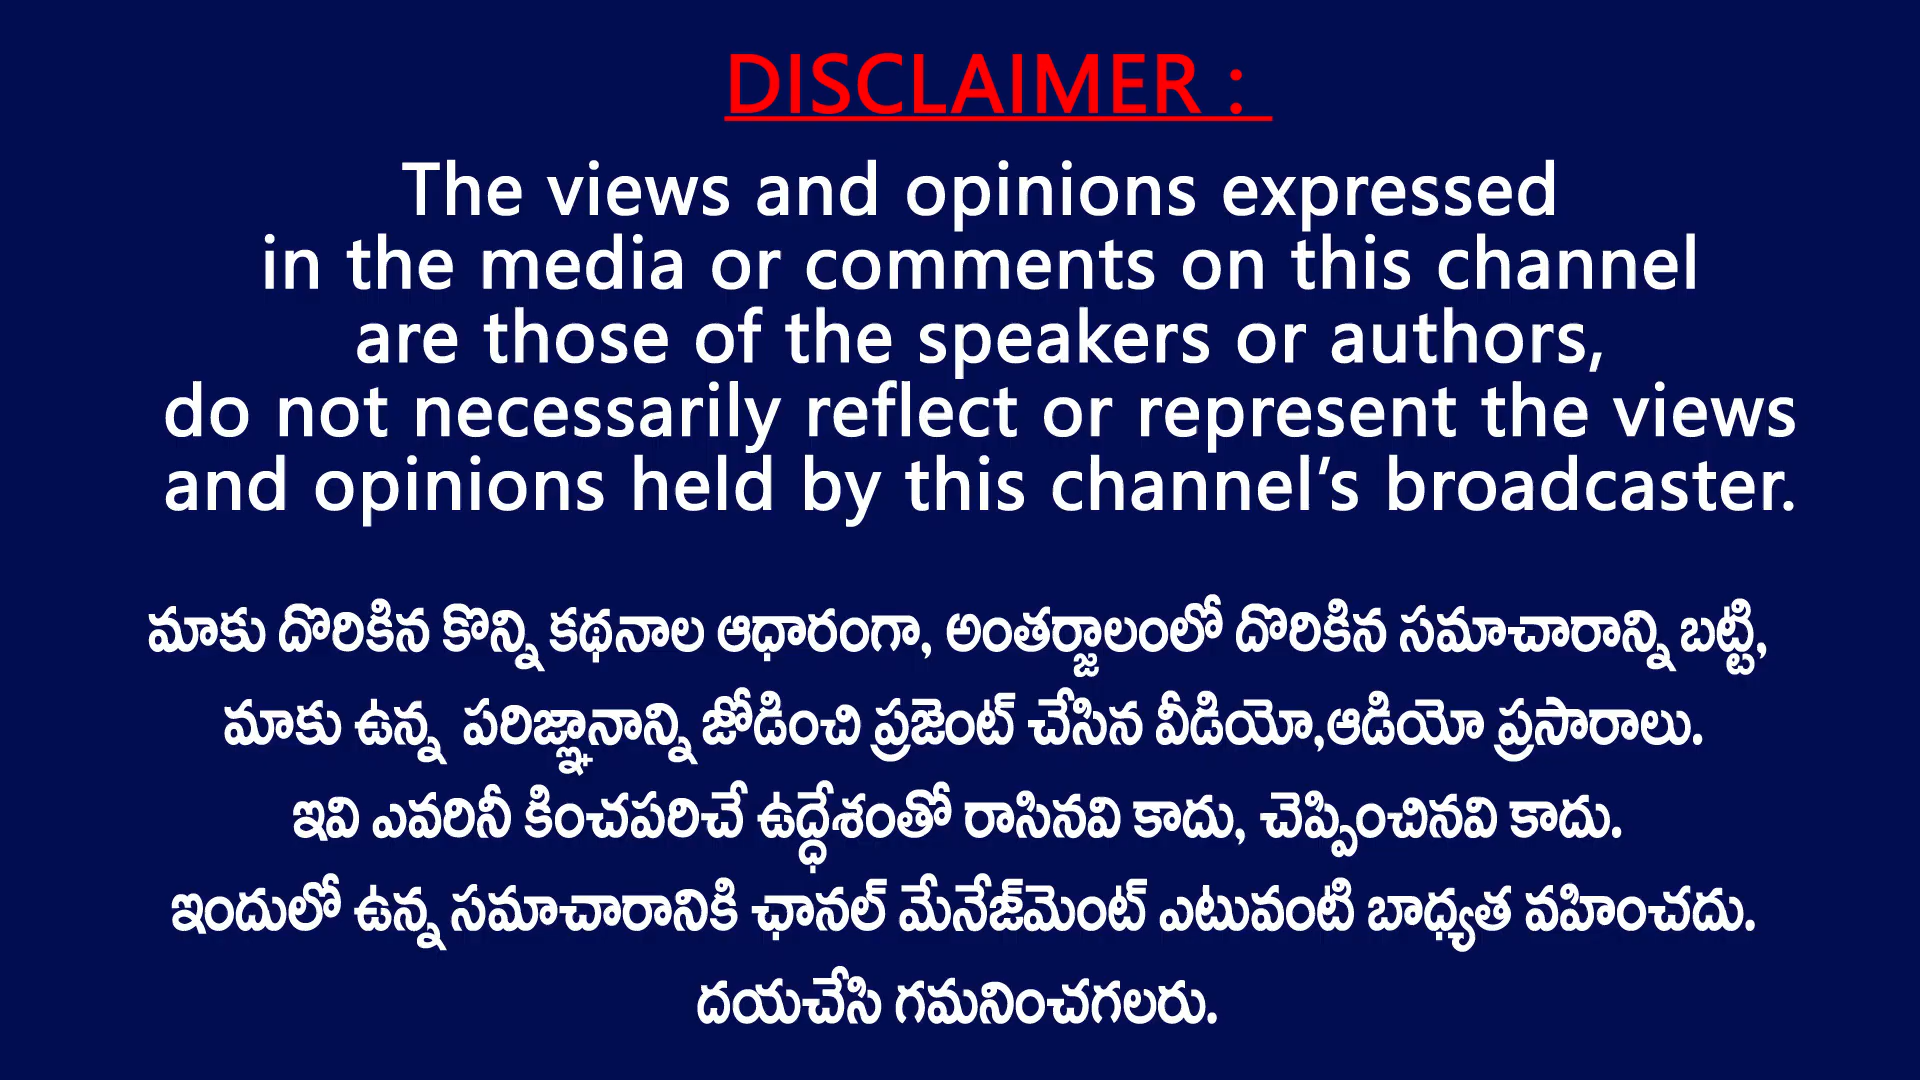 DISCLAIMER :
The views and opinions expressed
in the media or comments on this channel
are those of the speakers or authors,
do not necessarily reflect or represent the views
and opinions held by this channel’s broadcaster.
మాకు దొరికిన కొన్ని కథనాల ఆధారంగా, అంతర్జాలంలో దొరికిన సమాచారాన్ని బట్టి,
మాకు ఉన్న పరిజ్ఞానాన్ని జోడించి ప్రజెంట్ చేసిన వీడియో,ఆడియో ప్రసారాలు.
ఇవి ఎవరినీ కించపరిచే ఉద్ధేశంతో రాసినవి కాదు, చెప్పించినవి కాదు.
ఇందులో ఉన్న సమాచారానికి ఛానల్ మేనేజ్‌మెంట్ ఎటువంటి బాధ్యత వహించదు.
దయచేసి గమనించగలరు.